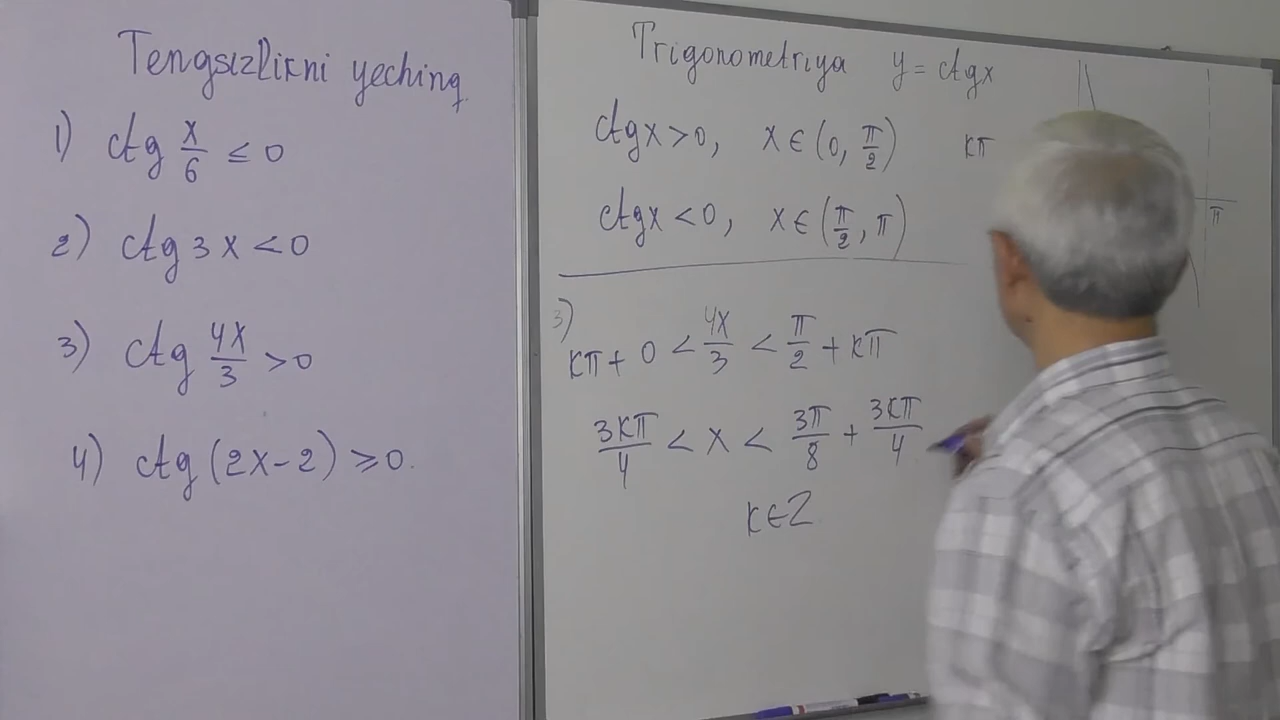 Tengsizlikni yeching
1) ctg x/6 ≤ 0
2) ctg 3x < 0
3) ctg 4x/3 > 0
4) ctg (2x-2) ≥ 0.
Trigonometriya y = ctgx
ctgx > 0, x ∈ (0, π/2) kπ
ctgx < 0, x ∈ (π/2, π)
π
3)
kπ + 0 < 4x/3 < π/2 + kπ
3kπ/4 < x < 3π/8 + 3kπ/4
k ∈ Z